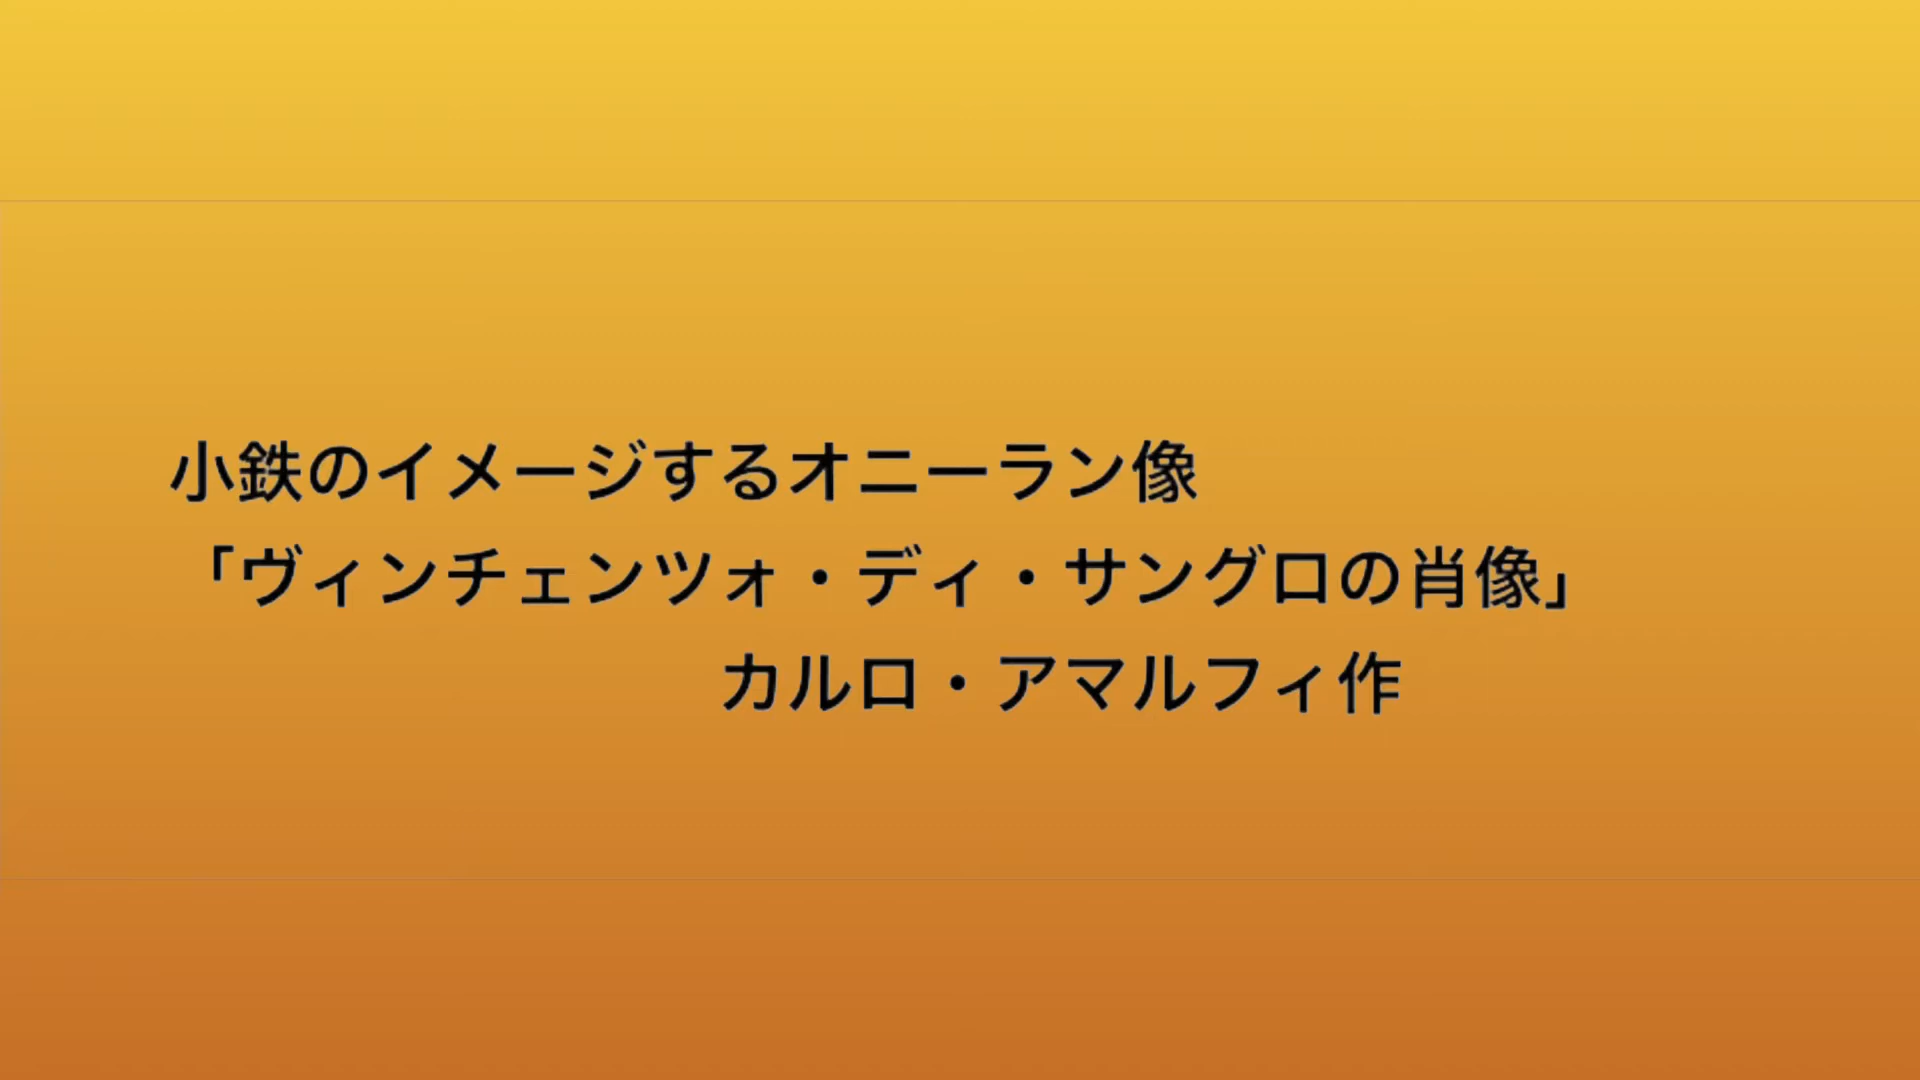 小鉄のイメージするオニーラン像
「ヴィンチェンツォ・ディ・サングロの肖像」
カルロ・アマルフィ作